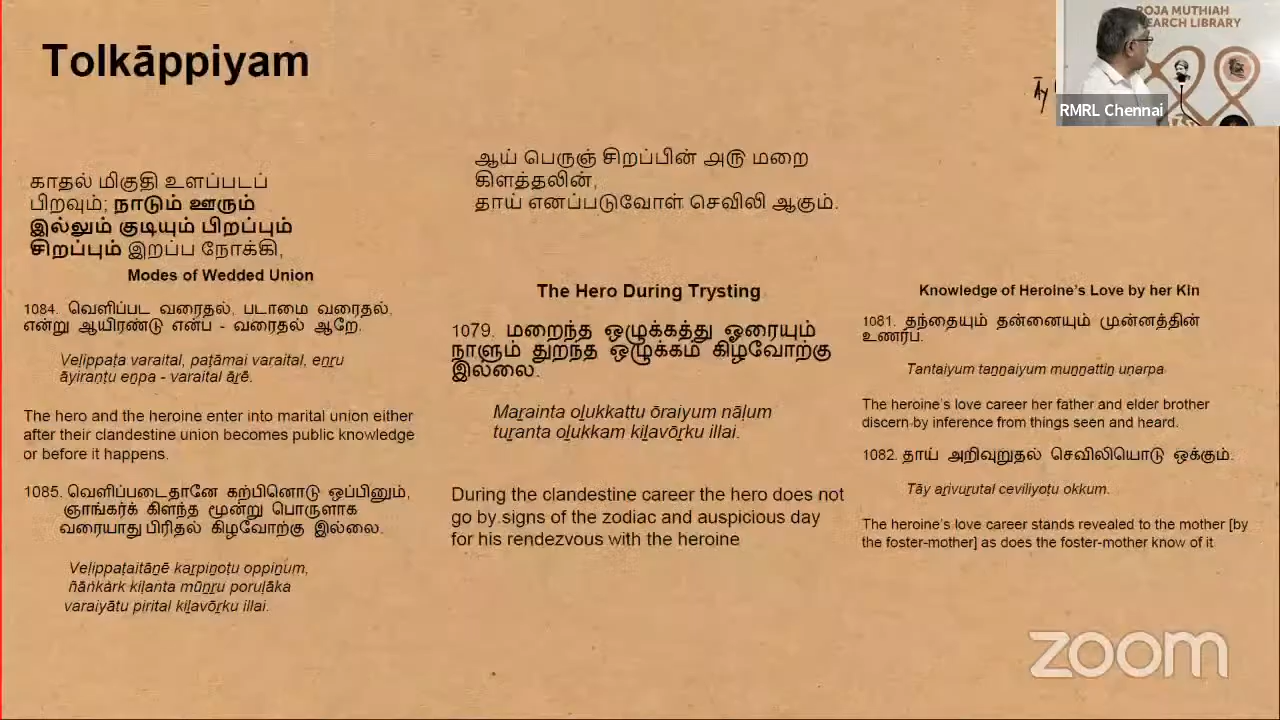 Tolkāppiyam
ROJA MUTHIAH
RESEARCH LIBRARY
RMRL Chennai
Āy
காதல் மிகுதி உளப்படப்
பிறவும்; நாடும் ஊரும்
இல்லும் குடியும் பிறப்பும்
சிறப்பும் இறப்ப நோக்கி,
Modes of Wedded Union
1084. வெளிப்பட வரைதல், படாமை வரைதல்,
என்று ஆயிரண்டு என்ப - வரைதல் ஆறே.
Veḷippaṭa varaital, paṭāmai varaital, eṉṟu
āyiraṇṭu eṉpa - varaital āṟē.
The hero and the heroine enter into marital union either
after their clandestine union becomes public knowledge
or before it happens.
1085. வெளிப்படைதானே கற்பினொடு ஒப்பினும்,
ஞாங்கர்க் கிளந்த மூன்று பொருளாக
வரையாது பிரிதல் கிழவோற்கு இல்லை.
Veḷippaṭaitāṉē kaṟpiṉoṭu oppiṉum,
ñāṅkark kiḷanta mūṉṟu poruḷāka
varaiyātu pirital kiḻavōṟku illai.
ஆய் பெருஞ் சிறப்பின் அரு மறை
கிளத்தலின்,
தாய் எனப்படுவோள் செவிலி ஆகும்.
The Hero During Trysting
1079. மறைந்த ஒழுக்கத்து ஓரையும்
நாளும் துறந்த ஒழுக்கம் கிழவோற்கு
இல்லை.
Maṟainta oḻukkattu ōraiyum nāḷum
tuṟanta oḻukkam kiḻavōṟku illai.
During the clandestine career the hero does not
go by signs of the zodiac and auspicious day
for his rendezvous with the heroine
Knowledge of Heroine's Love by her Kin
1081. தந்தையும் தன்னையும் முன்னத்தின்
உணர்ப.
Tantaiyum taṉṉaiyum muṉṉattiṉ uṇarpa
The heroine's love career her father and elder brother
discern by inference from things seen and heard.
1082. தாய் அறிவுறுதல் செவிலியொடு ஒக்கும்.
Tāy aṟivuṟutal ceviliyoṭu okkum.
The heroine's love career stands revealed to the mother [by
the foster-mother] as does the foster-mother know of it
zoom